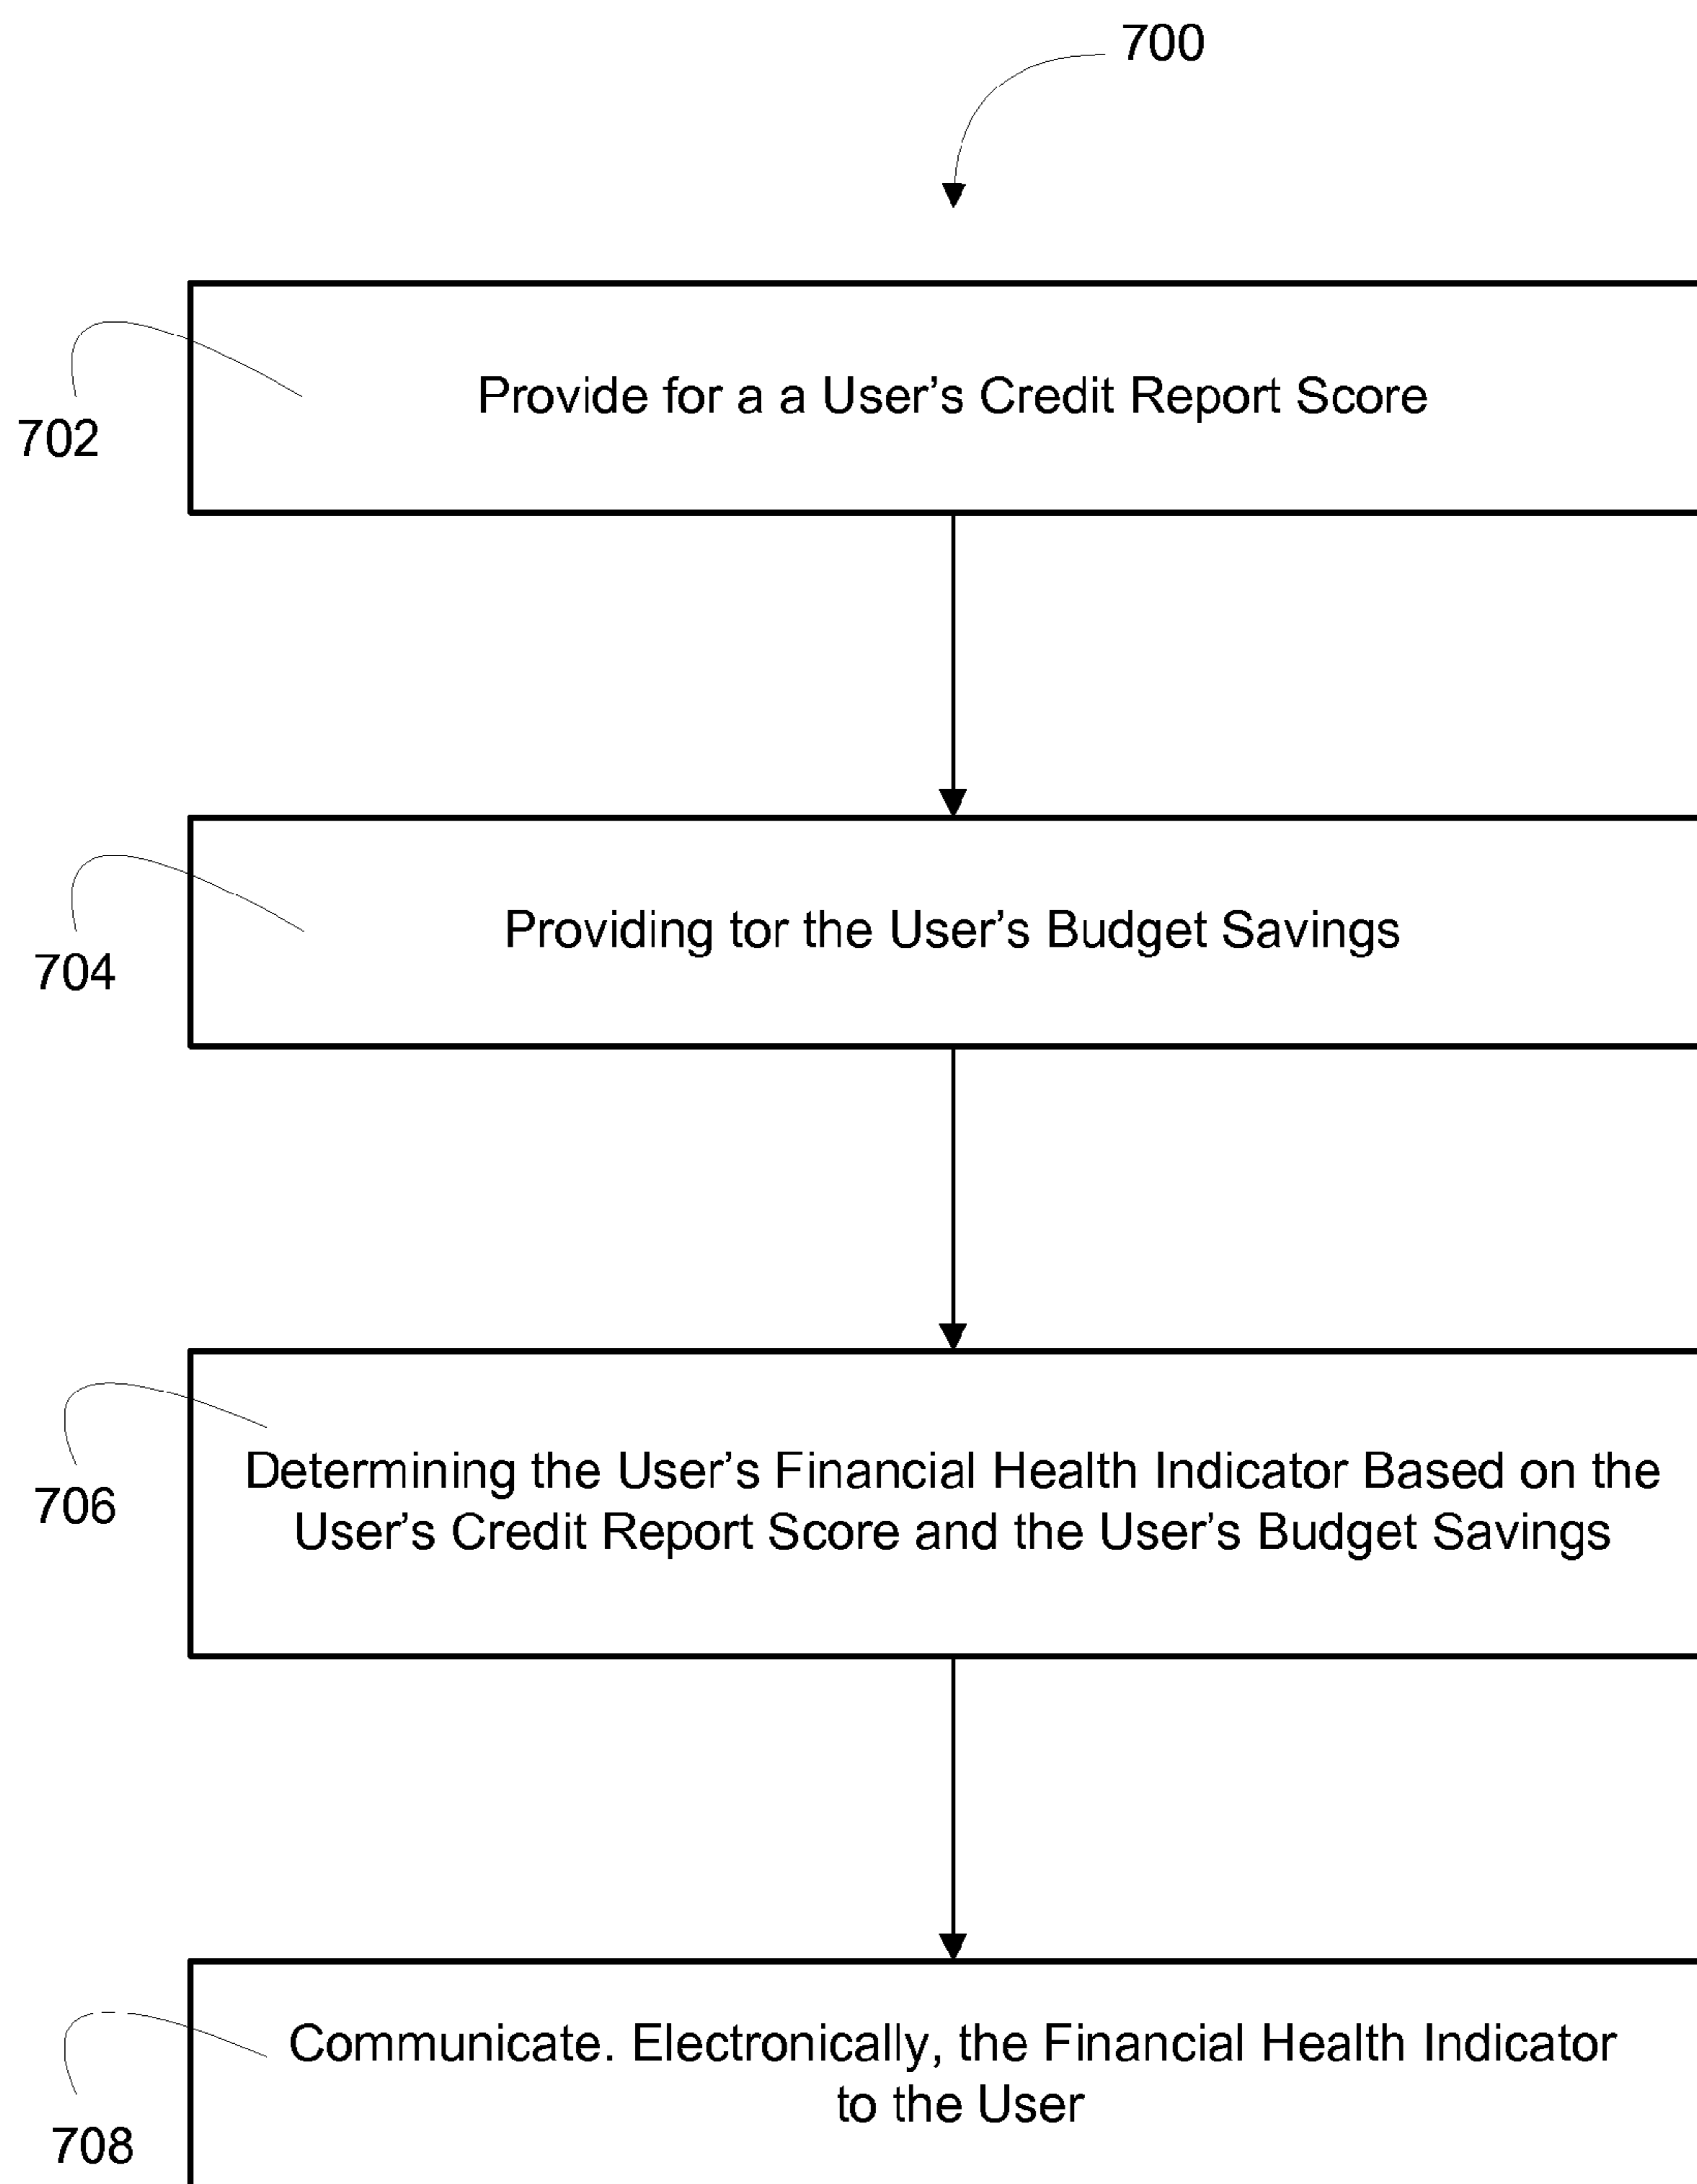 700
Provide for a a User's Credit Report Score
702
Providing tor the User's Budget Savings
704
Determining the User's Financial Health Indicator Based on the
User's Credit Report Score and the User's Budget Savings
706
Communicate. Electronically, the Financial Health Indicator
to the User
708